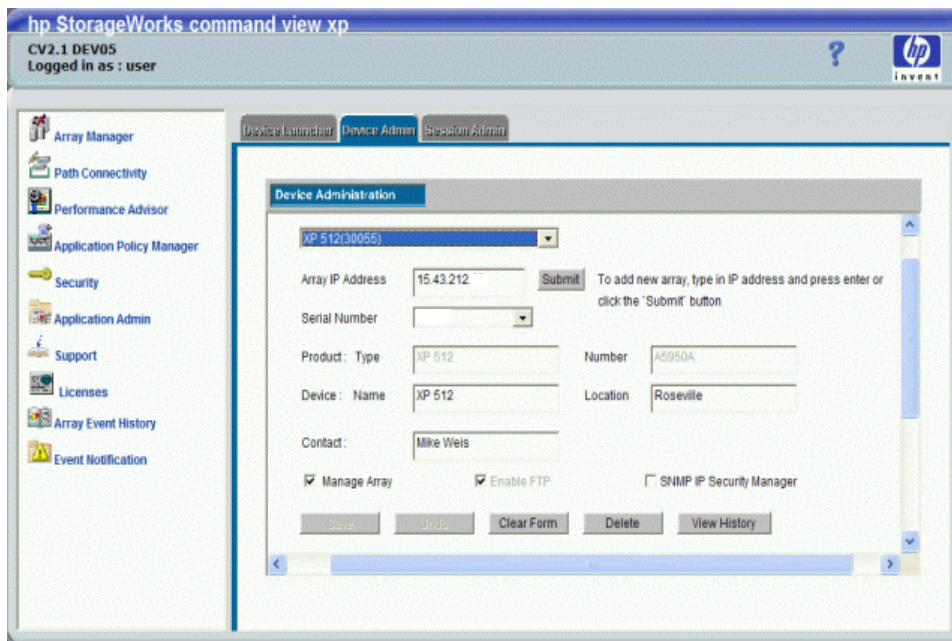 hp StorageWorks command view xp
CV2.1 DEV05
Logged in as : user
?
hp
invent
Array Manager
Path Connectivity
Performance Advisor
Application Policy Manager
Security
Application Admin
Support
Licenses
Array Event History
Event Notification
Device Launcher Device Admin Session Admin
Device Administration
XP 512(30055)
Array IP Address 15.43.212. Submit To add new array, type in IP address and press enter or
click the `Submit' button
Serial Number
Product: Type XP 512 Number A5950A
Device: Name XP 512 Location Roseville
Contact: Mike Weis
Manage Array Enable FTP SNMP IP Security Manager
Save Undo Clear Form Delete View History